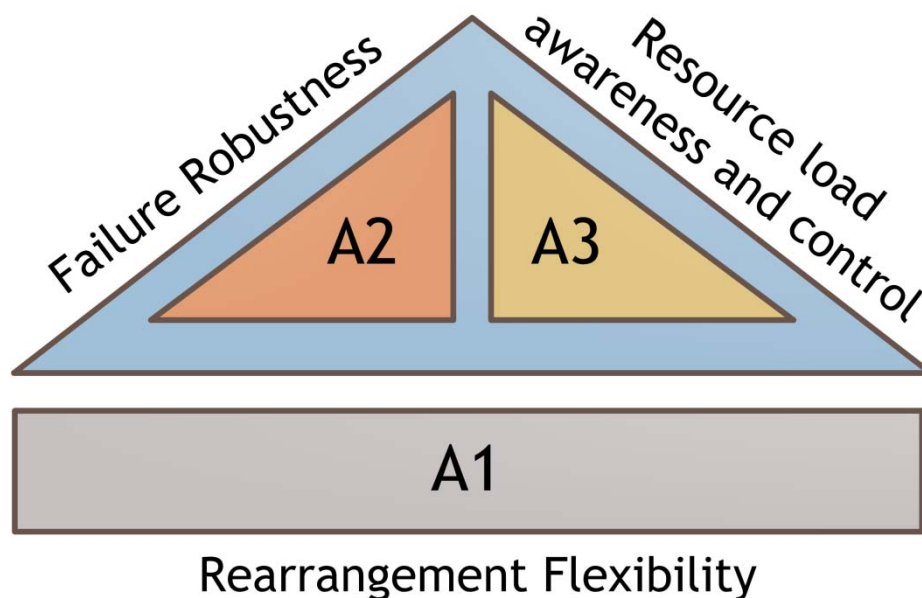 Failure Robustness
Resource load
awareness and control
A2
A3
A1
Rearrangement Flexibility